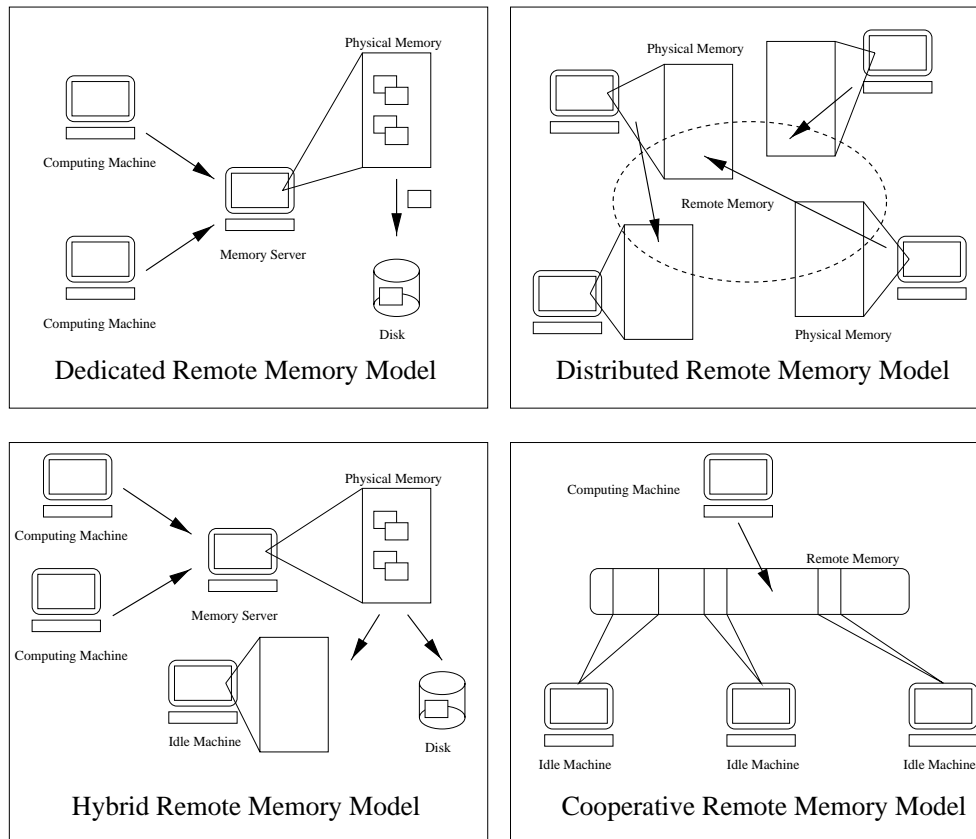 Physical Memory
Computing Machine
Memory Server
Computing Machine
Disk
Dedicated Remote Memory Model
Physical Memory
Remote Memory
Physical Memory
Distributed Remote Memory Model
Physical Memory
Computing Machine
Memory Server
Computing Machine
Idle Machine
Disk
Hybrid Remote Memory Model
Computing Machine
Remote Memory
Idle Machine
Idle Machine
Idle Machine
Cooperative Remote Memory Model